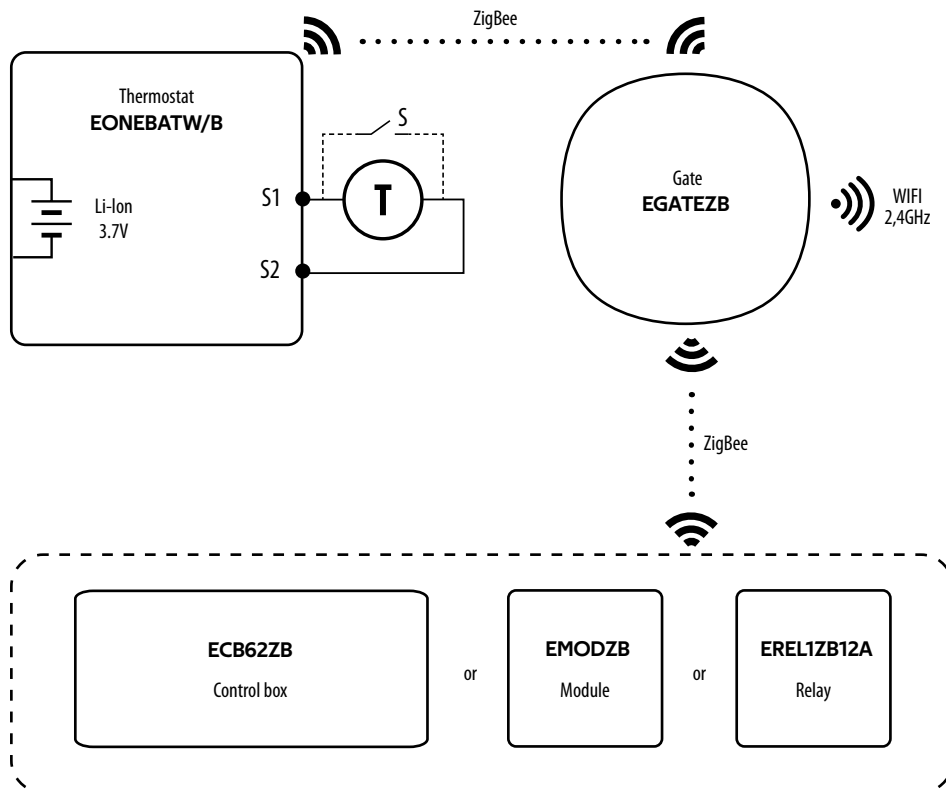 ZigBee
Thermostat
EONEBATW/B
Li-Ion
3.7V
S1
S2
S
T
Gate
EGATEZB
WIFI
2,4GHz
ZigBee
ECB62ZB
Control box
or
EMODZB
Module
or
EREL1ZB12A
Relay